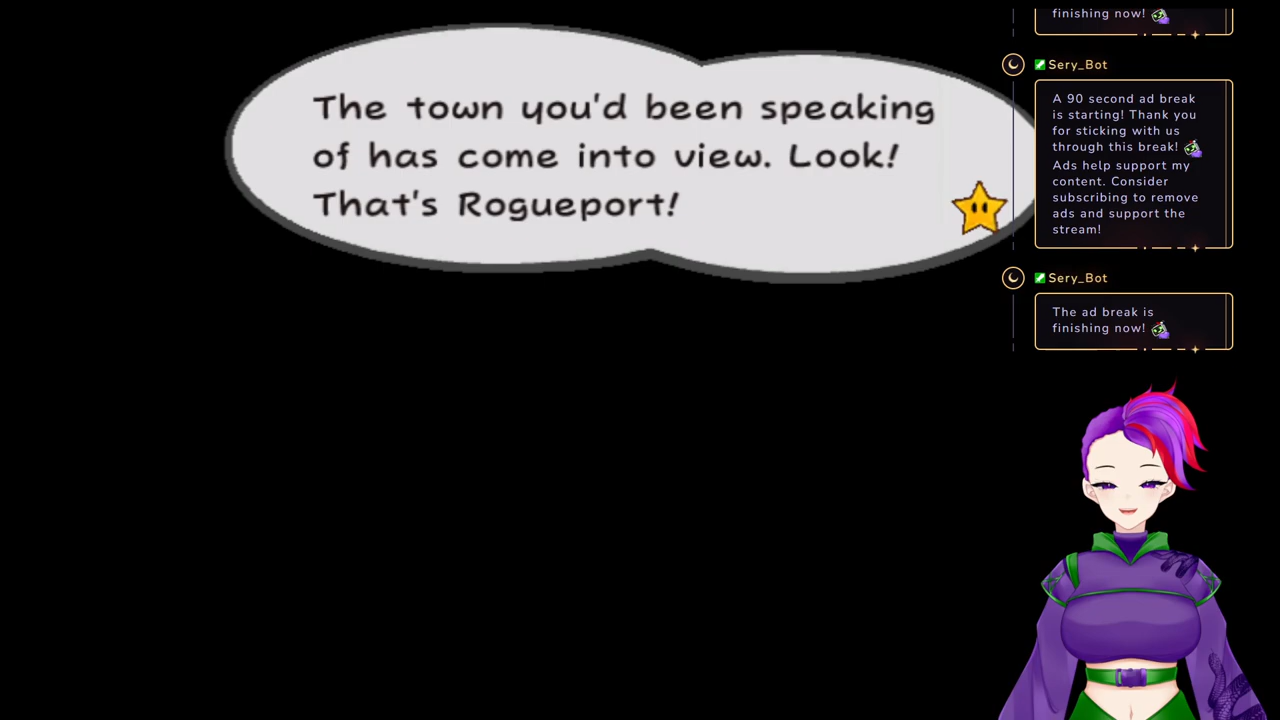 The town you'd been speaking
of has come into view. Look!
That's Rogueport!
finishing now!
Sery_Bot
A 90 second ad break
is starting! Thank you
for sticking with us
through this break!
Ads help support my
content. Consider
subscribing to remove
ads and support the
stream!
Sery_Bot
The ad break is
finishing now!